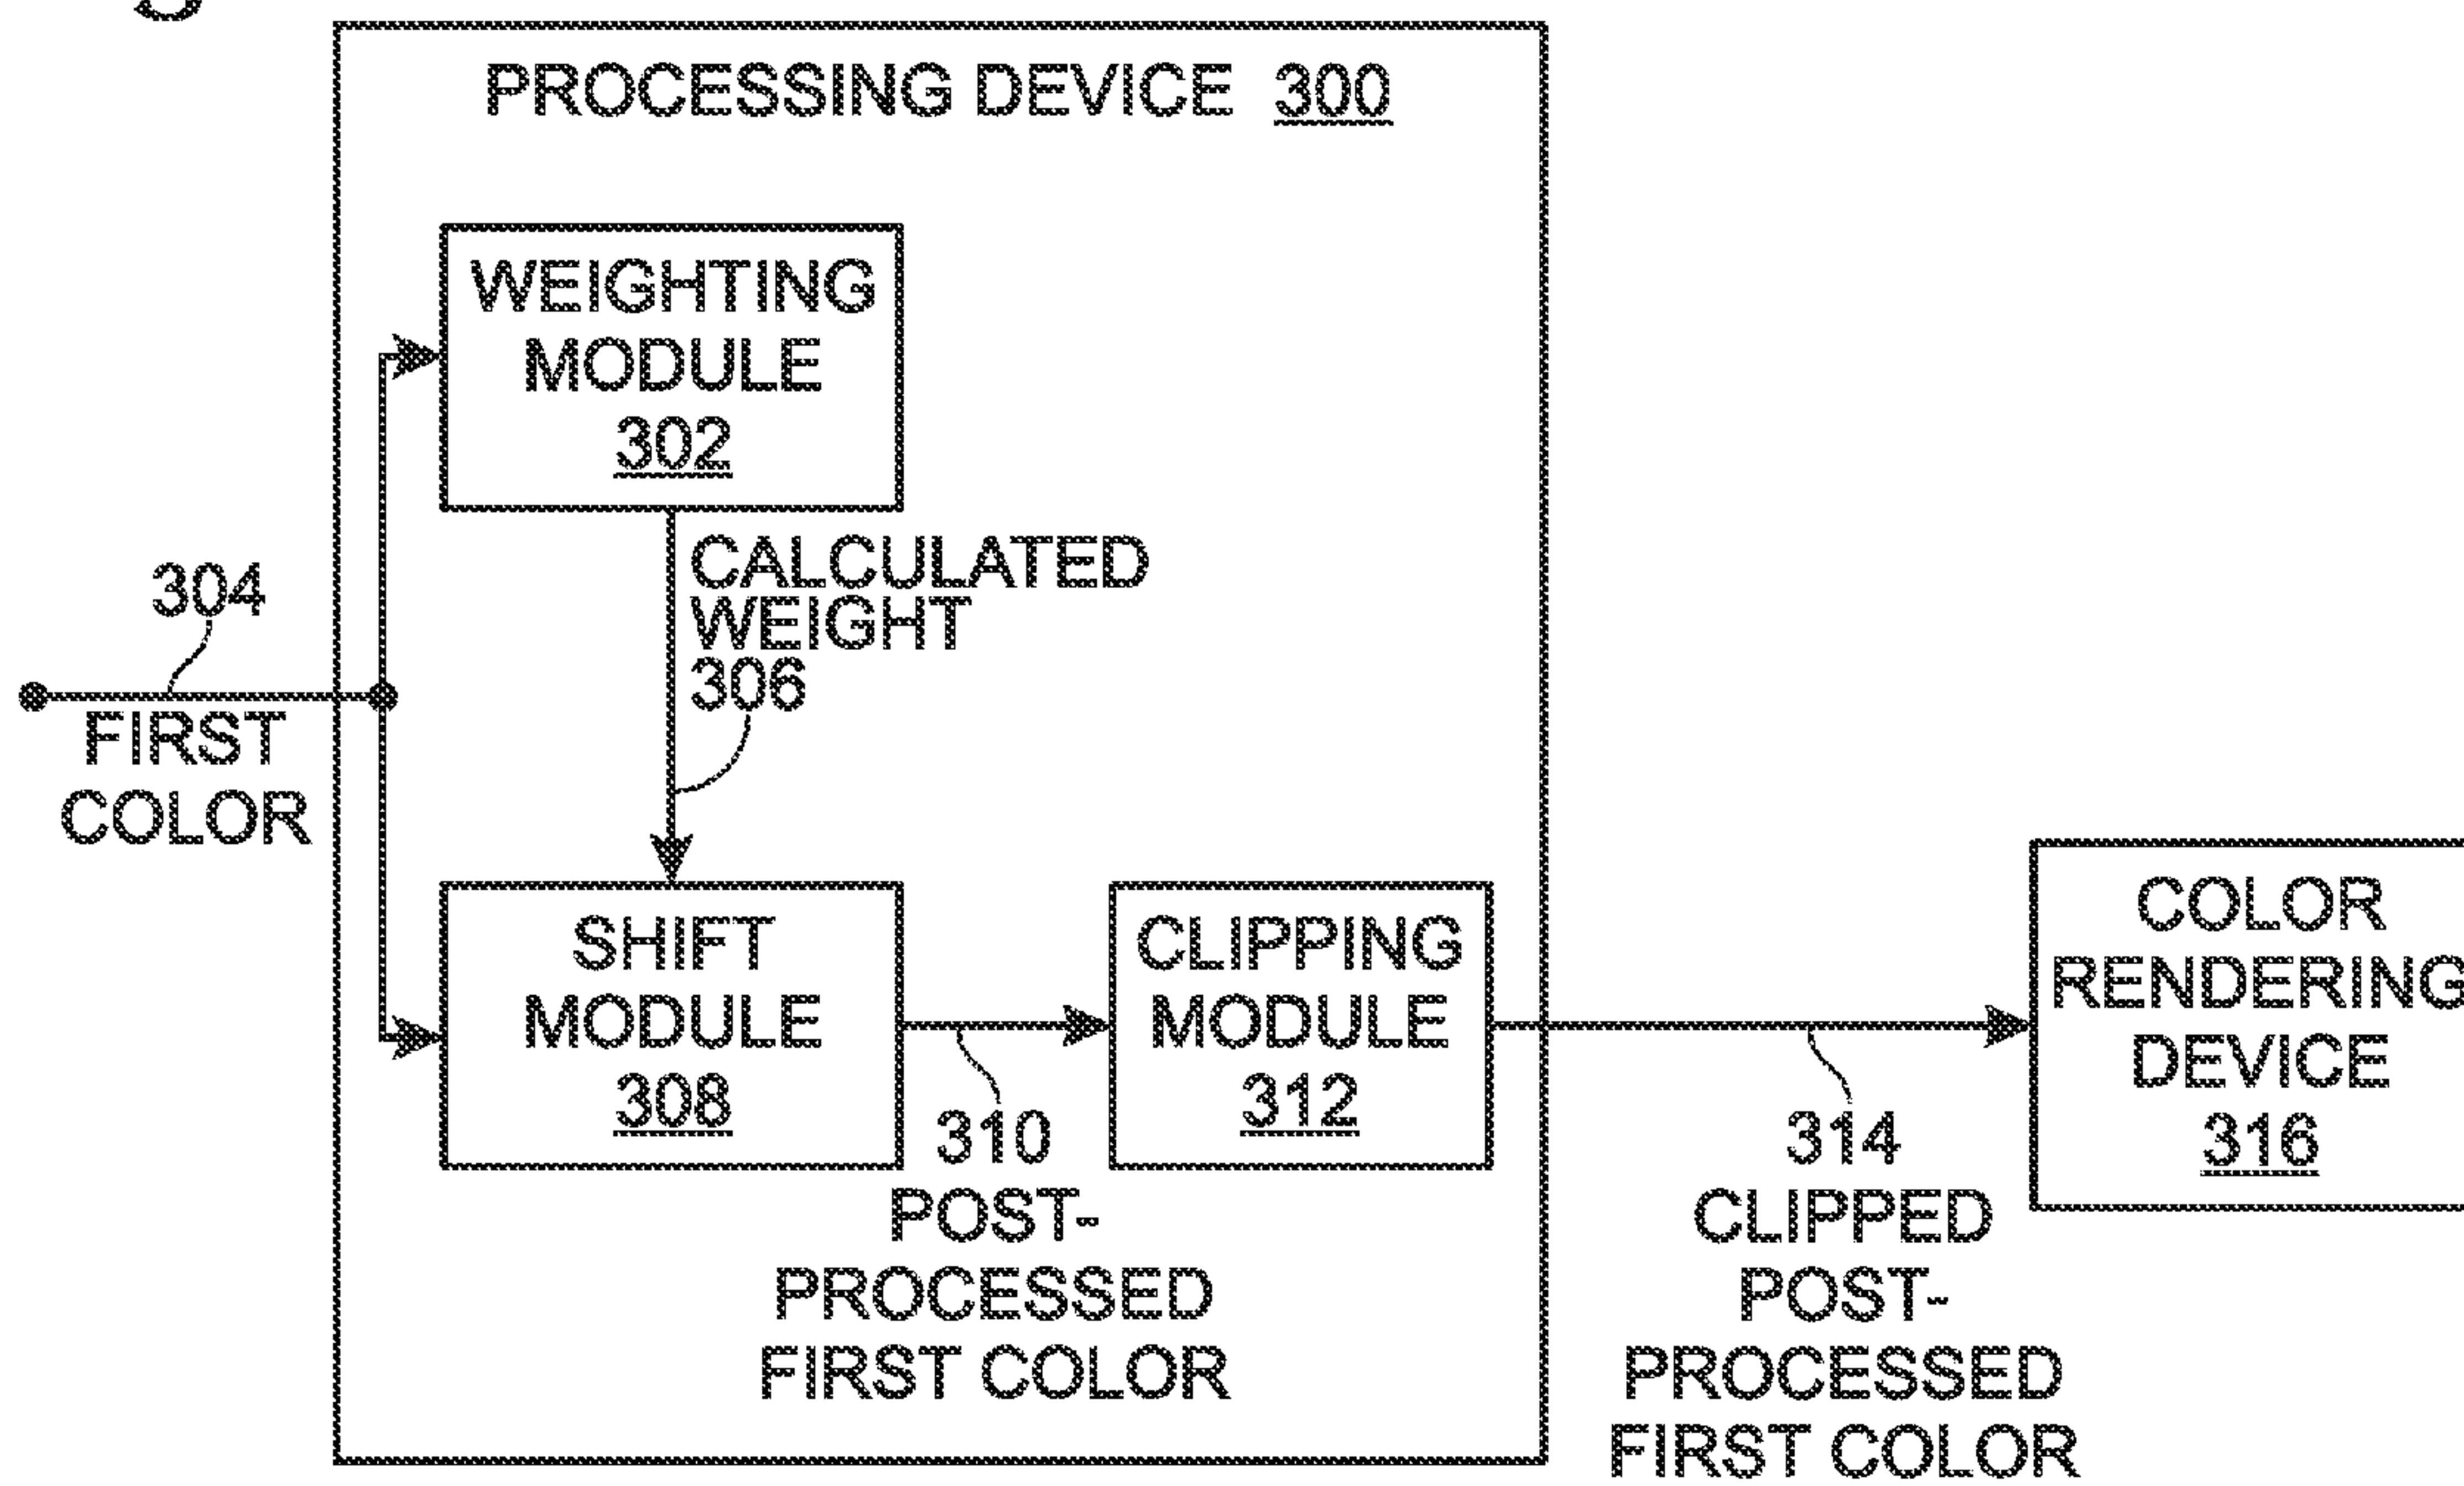 PROCESSING DEVICE 300
WEIGHTING
MODULE
302
CALCULATED
WEIGHT
306
304
FIRST
COLOR
SHIFT
MODULE
308
310
POST-
PROCESSED
FIRST COLOR
CLIPPING
MODULE
312
314
CLIPPED
POST-
PROCESSED
FIRST COLOR
COLOR
RENDERING
DEVICE
316